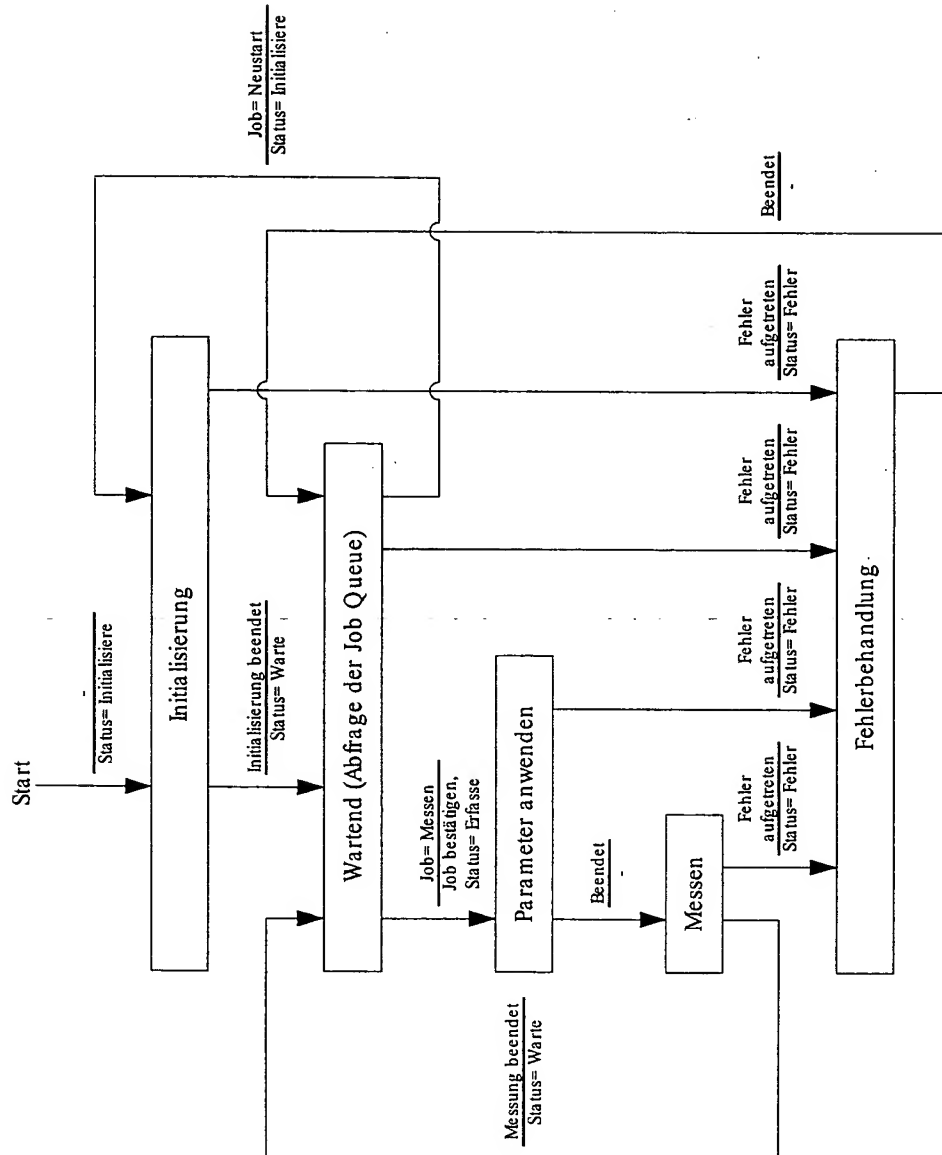 Start
-
Status= Initialisiere
Initialisierung
Job= Neustart
Status= Initialisiere
Initialisierung beendet
Status= Warte
Wartend (Abfrage der Job Queue)
Job= Messen
Job bestätigen,
Status= Erfasse
Parameter anwenden
Messung beendet
Status= Warte
Beendet
-
Messen
Fehler
aufgetreten
Status= Fehler
Fehler
aufgetreten
Status= Fehler
Fehler
aufgetreten
Status= Fehler
Fehler
aufgetreten
Status= Fehler
Beendet
-
Fehlerbehandlung